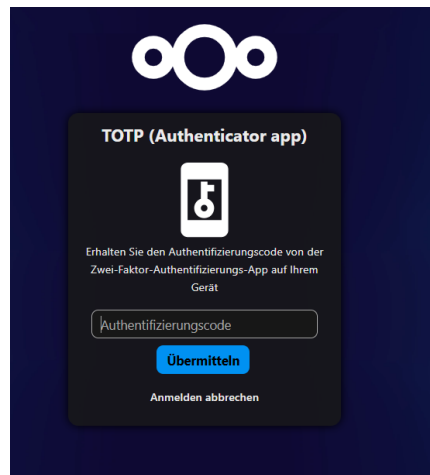 TOTP (Authenticator app)
Erhalten Sie den Authentifizierungscode von der
Zwei-Faktor-Authentifizierungs-App auf Ihrem
Gerät
Authentifizierungscode
Übermitteln
Anmelden abbrechen